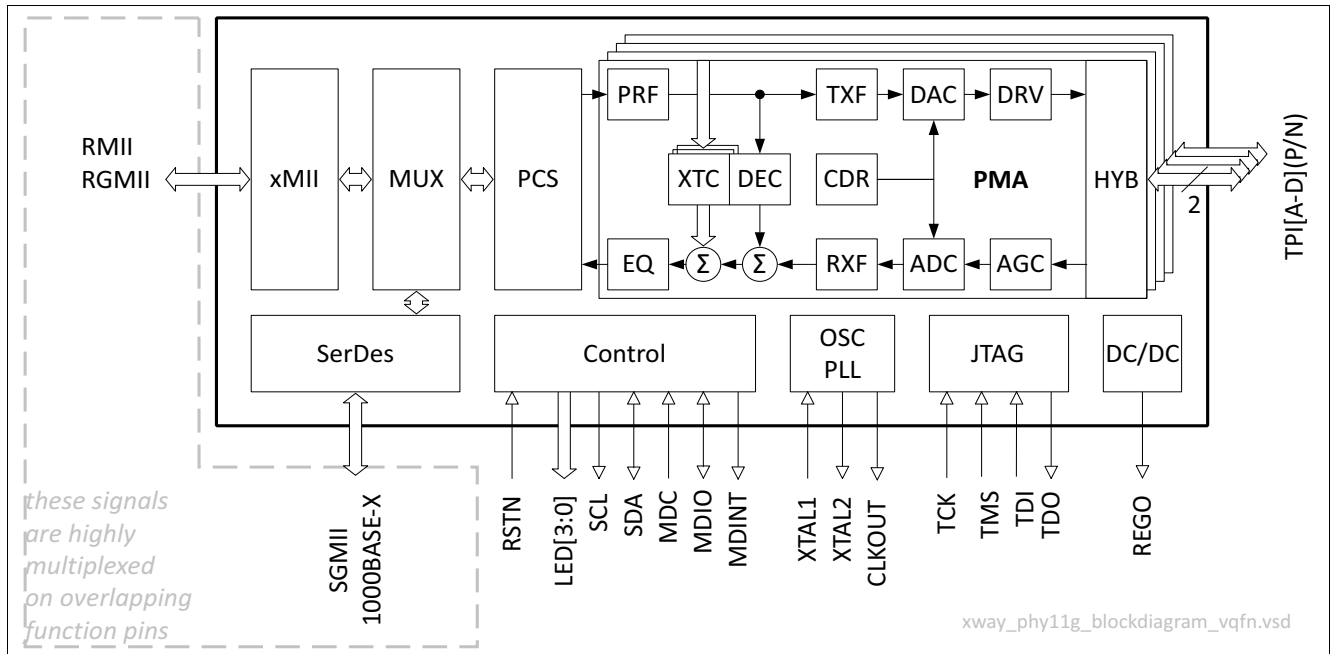 PRF
TXF
DAC
DRV
RMII
RGMII
xMII
MUX
PCS
XTC
DEC
CDR
PMA
HYB
2
TPI[A-D](P/N)
EQ
Σ
Σ
RXF
ADC
AGC
SerDes
Control
OSC
PLL
JTAG
DC/DC
these signals
are highly
multiplexed
on overlapping
function pins
SGMII
1000BASE-X
RSTN
LED[3:0]
SCL
SDA
MDC
MDIO
MDINT
XTAL1
XTAL2
CLKOUT
TCK
TMS
TDI
TDO
REGO
xway_phy11g_blockdiagram_vqfn.vsd